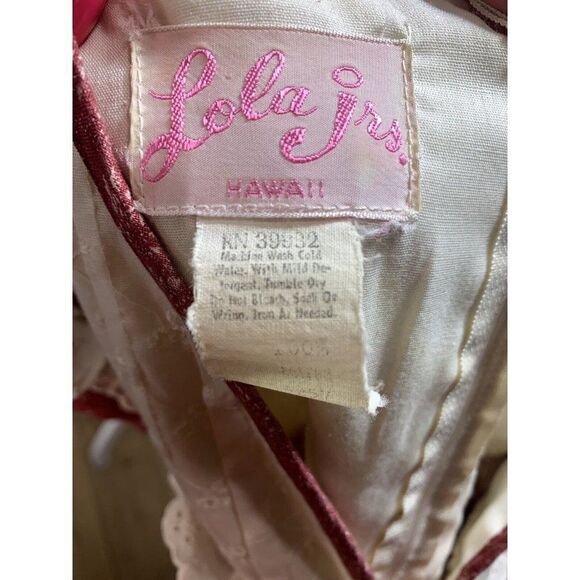 Lola jrs.
HAWAII
RN 39932
Machine Wash Cold
Water, With Mild De-
tergent, Tumble Dry
Do Not Bleach, Soak Or
Wring, Iron As Needed.
100%